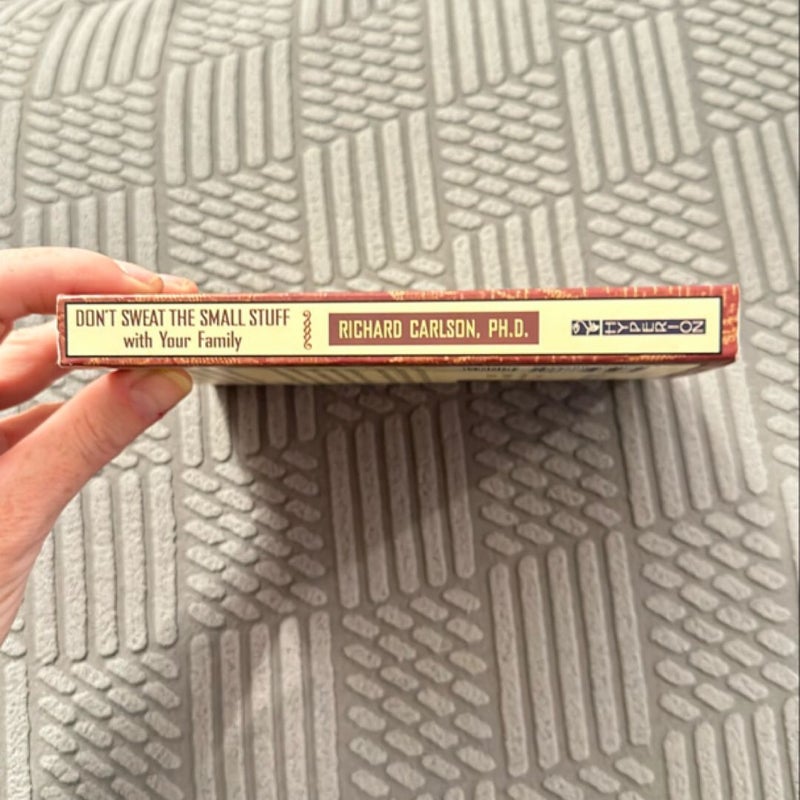 DON'T SWEAT THE SMALL STUFF
with Your Family
RICHARD CARLSON, PH.D.
HYPERION